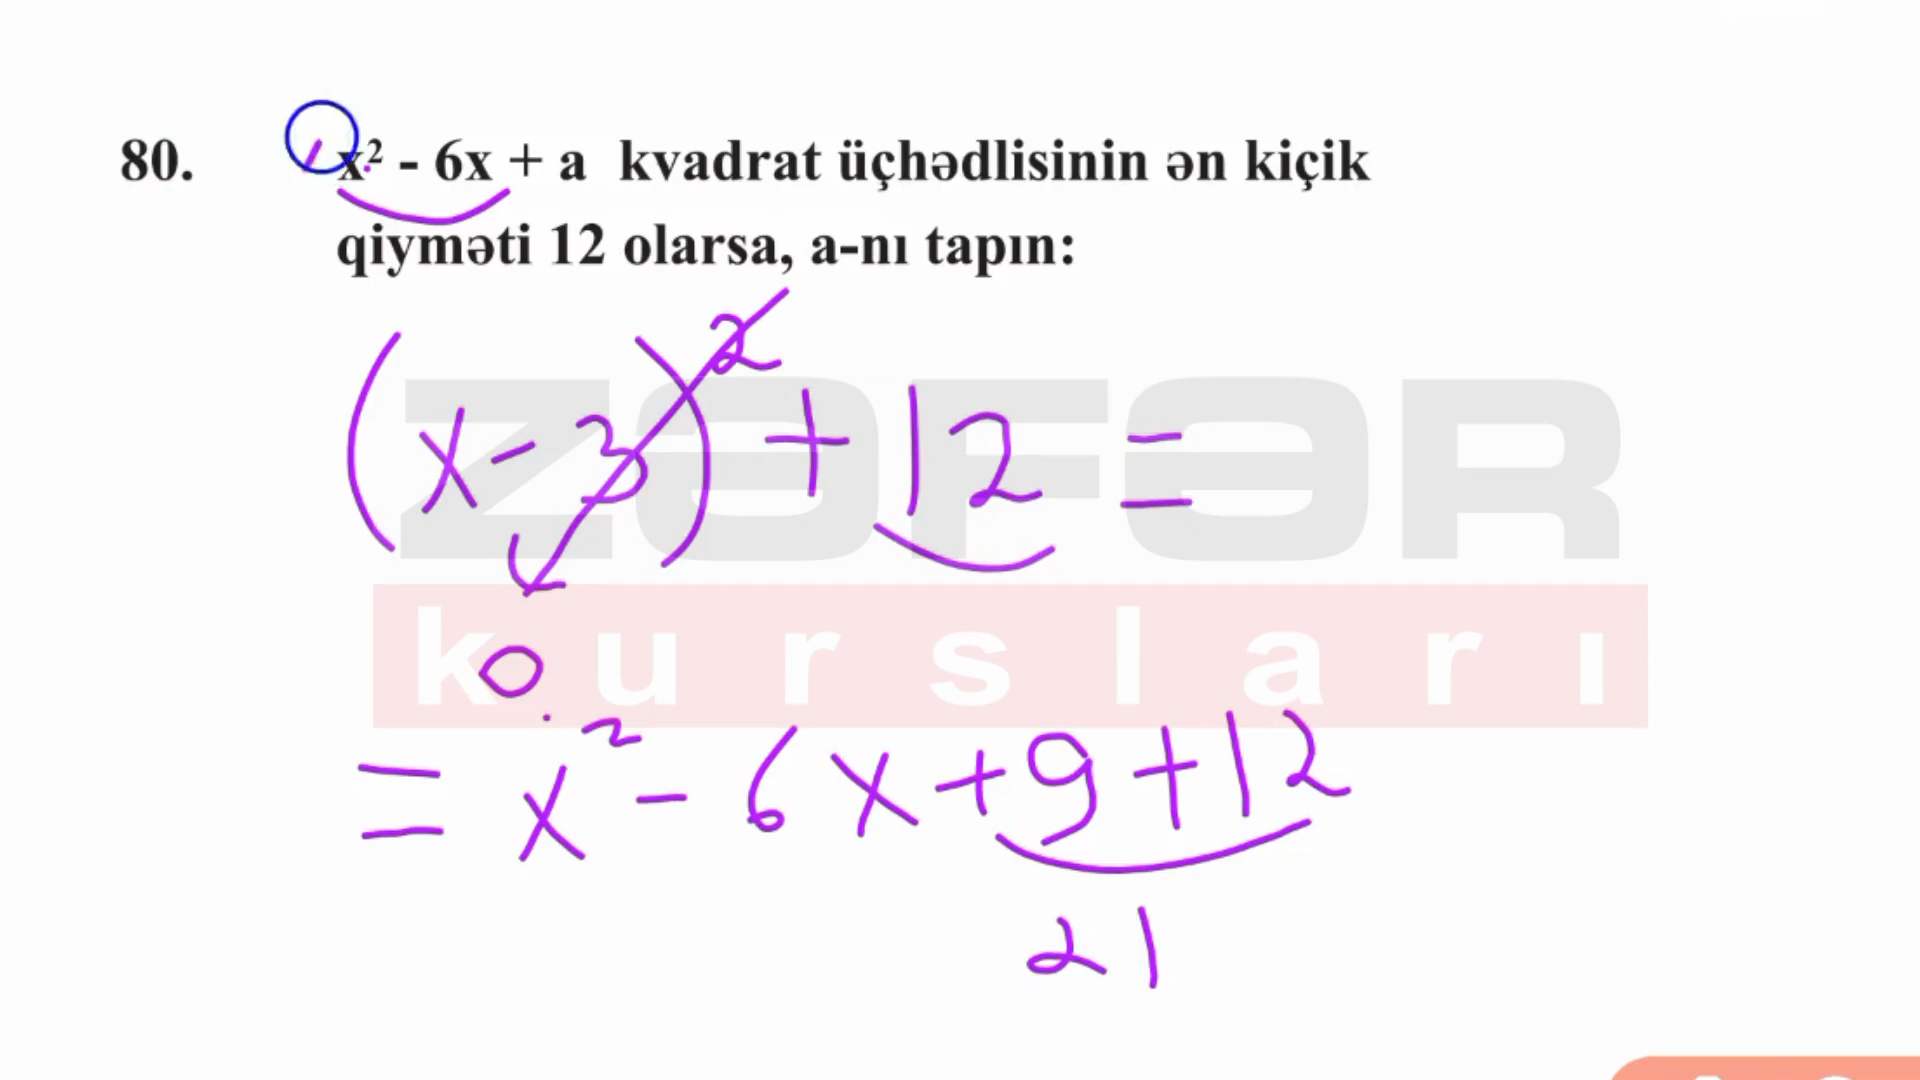 80. x² - 6x + a kvadrat üçhədlisinin ən kiçik
qiyməti 12 olarsa, a-nı tapın:
(x - 3)² + 12 =
ZƏFƏR
kursları
0
= x² - 6x + 9 + 12
21